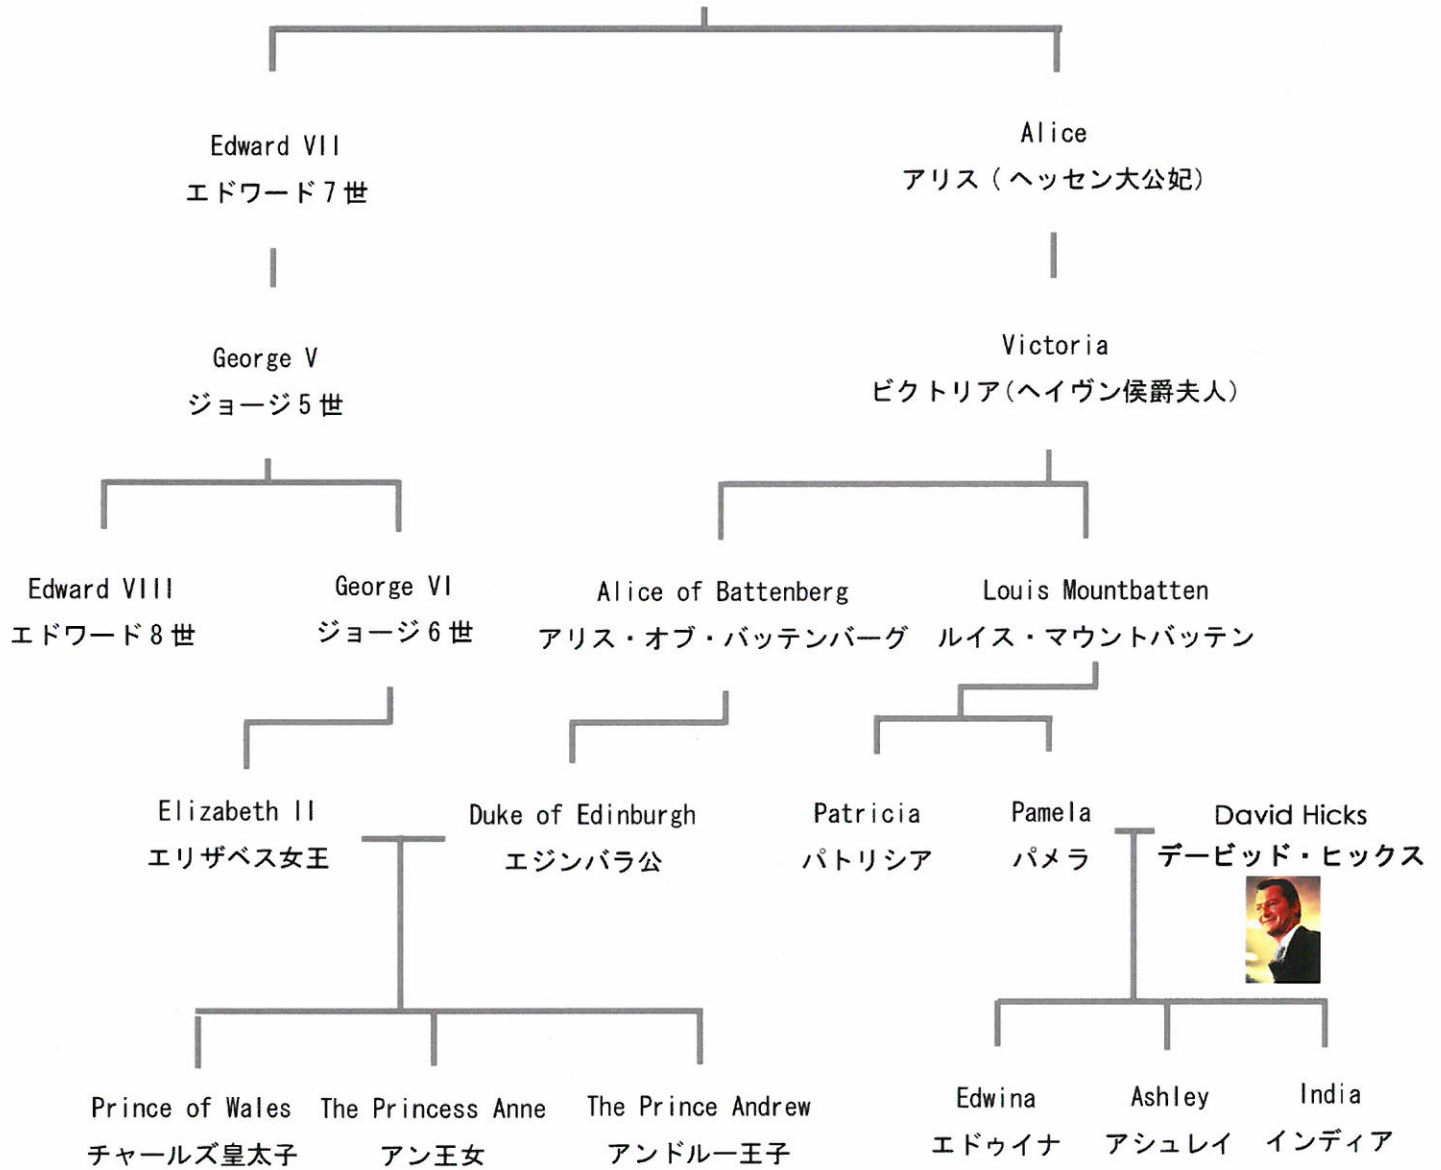 Edward VII
エドワード7世
Alice
アリス(ヘッセン大公妃)
George V
ジョージ5世
Victoria
ビクトリア(ヘイヴン侯爵夫人)
Edward VIII
エドワード8世
George VI
ジョージ6世
Alice of Battenberg
アリス・オブ・バッテンバーグ
Louis Mountbatten
ルイス・マウントバッテン
Elizabeth II
エリザベス女王
Duke of Edinburgh
エジンバラ公
Patricia
パトリシア
Pamela
パメラ
David Hicks
デービッド・ヒックス
Prince of Wales
チャールズ皇太子
The Princess Anne
アン王女
The Prince Andrew
アンドルー王子
Edwina
エドゥイナ
Ashley
アシュレイ
India
インディア